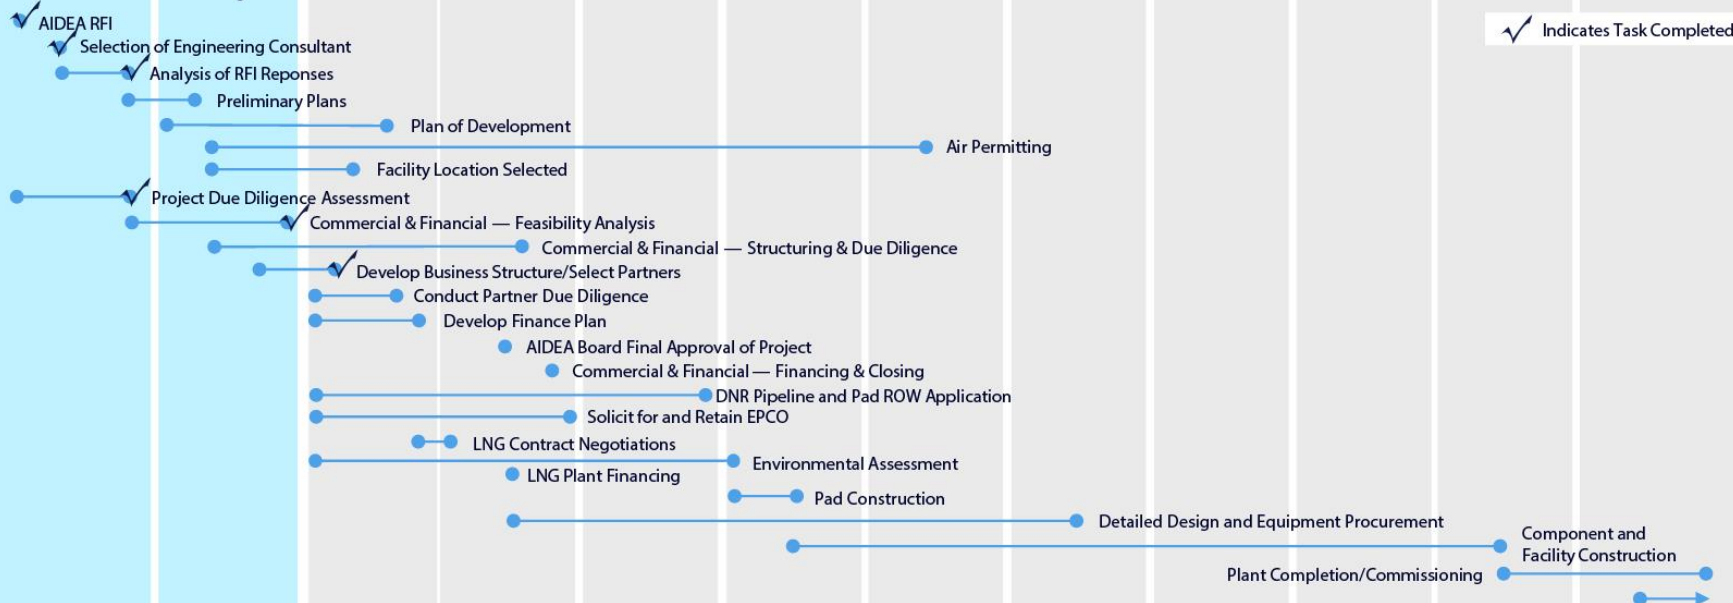 AIDEA RFI
Indicates Task Completed
Selection of Engineering Consultant
Analysis of RFI Reponses
Preliminary Plans
Plan of Development
Air Permitting
Facility Location Selected
Project Due Diligence Assessment
Commercial & Financial — Feasibility Analysis
Commercial & Financial — Structuring & Due Diligence
Develop Business Structure/Select Partners
Conduct Partner Due Diligence
Develop Finance Plan
AIDEA Board Final Approval of Project
Commercial & Financial — Financing & Closing
DNR Pipeline and Pad ROW Application
Solicit for and Retain EPCO
LNG Contract Negotiations
Environmental Assessment
LNG Plant Financing
Pad Construction
Detailed Design and Equipment Procurement
Component and
Facility Construction
Plant Completion/Commissioning